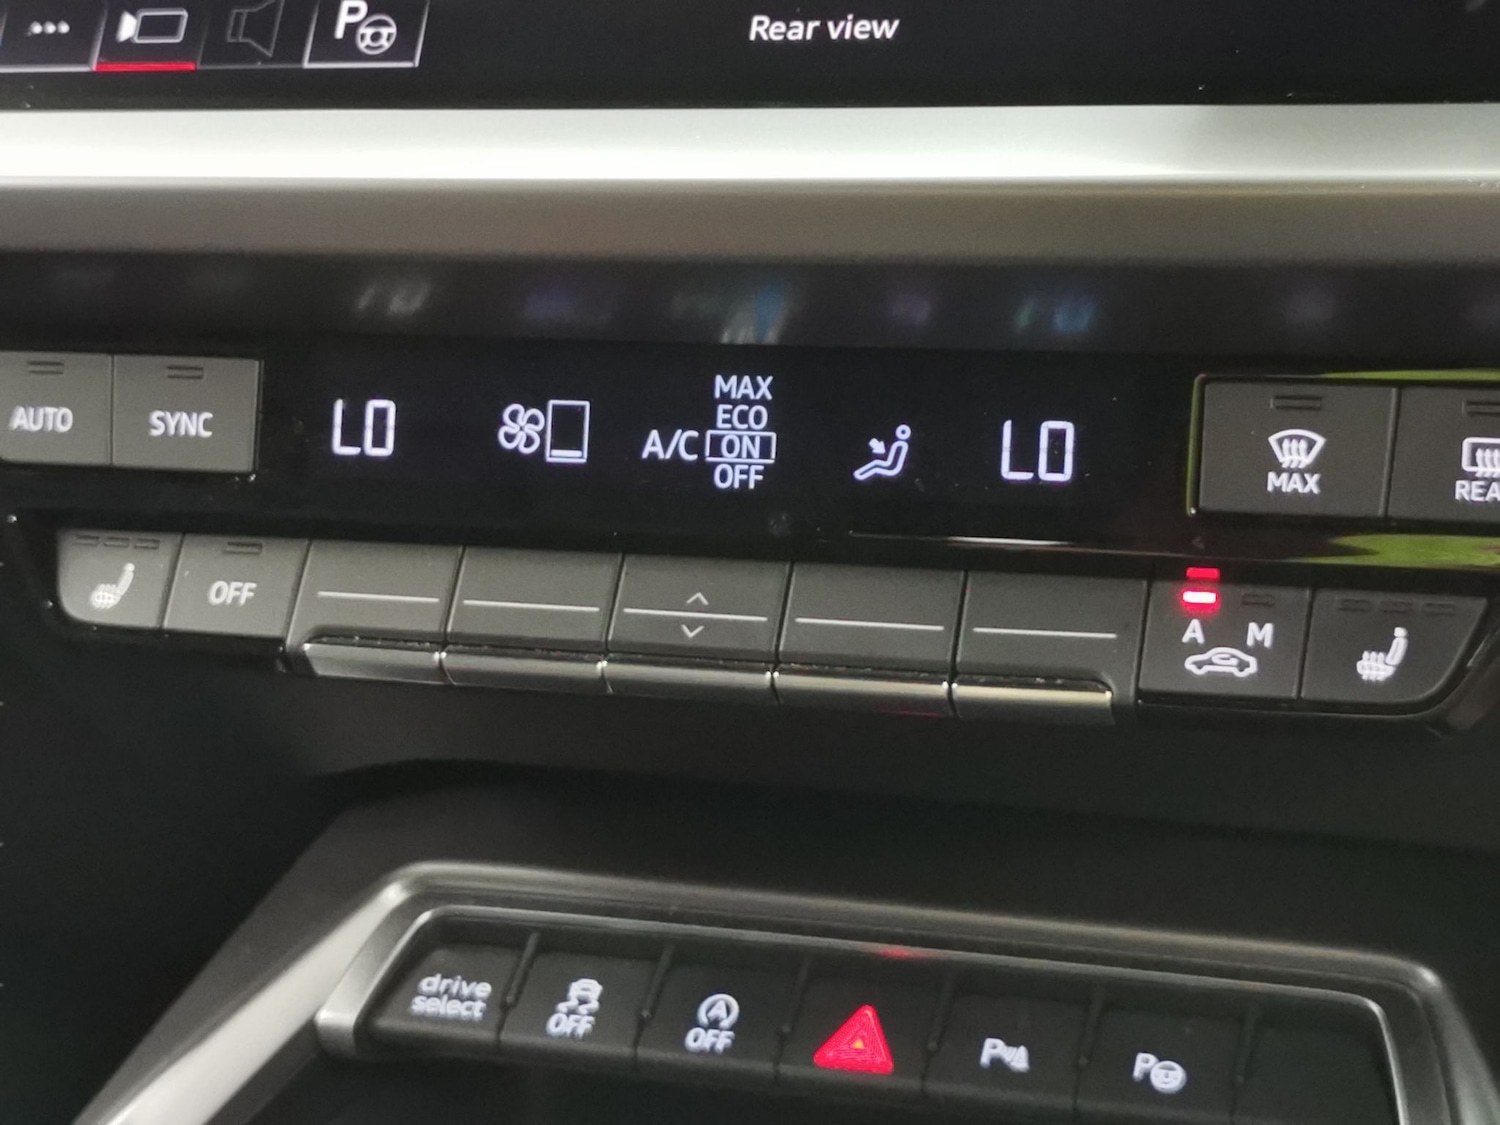 P
Rear view
AUTO
SYNC
LO
A/C
MAX
ECO
ON
OFF
LO
MAX
REA
OFF
A M
drive
select
OFF
A
OFF
P
P